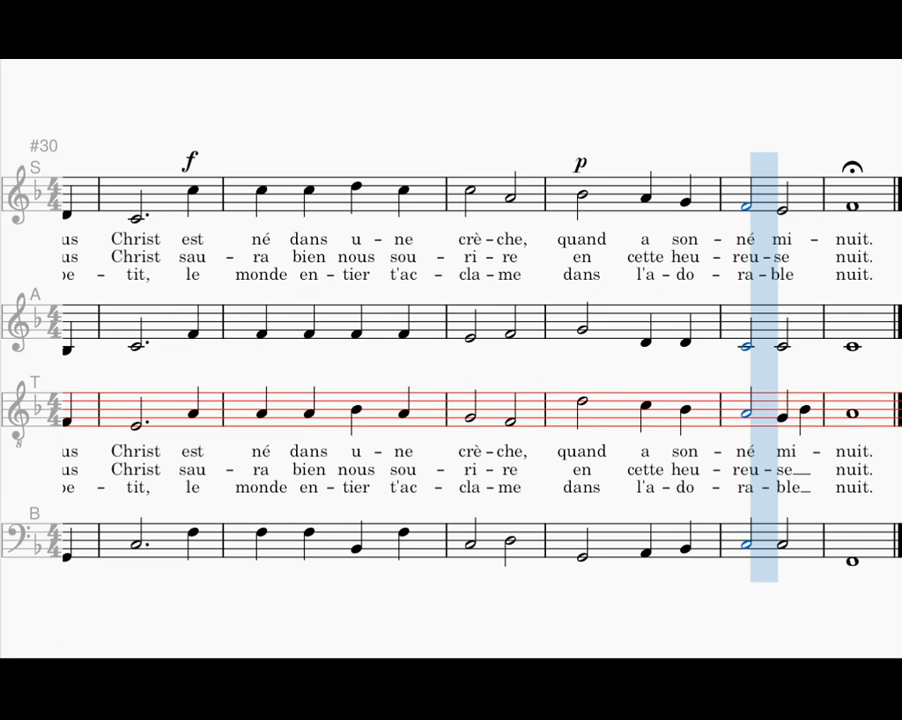 #30
f
S
p
us Christ est né dans u - ne crè - che, quand a son - né mi - nuit.
us Christ sau - ra bien nous sou - ri - re en cette heu - reu - se nuit.
pe - tit, le monde en - tier t'ac - cla - me dans l'a - do - ra - ble nuit.
A
T
8
us Christ est né dans u - ne crè - che, quand a son - né mi - nuit.
us Christ sau - ra bien nous sou - ri - re en cette heu - reu - se nuit.
pe - tit, le monde en - tier t'ac - cla - me dans l'a - do - ra - ble nuit.
B